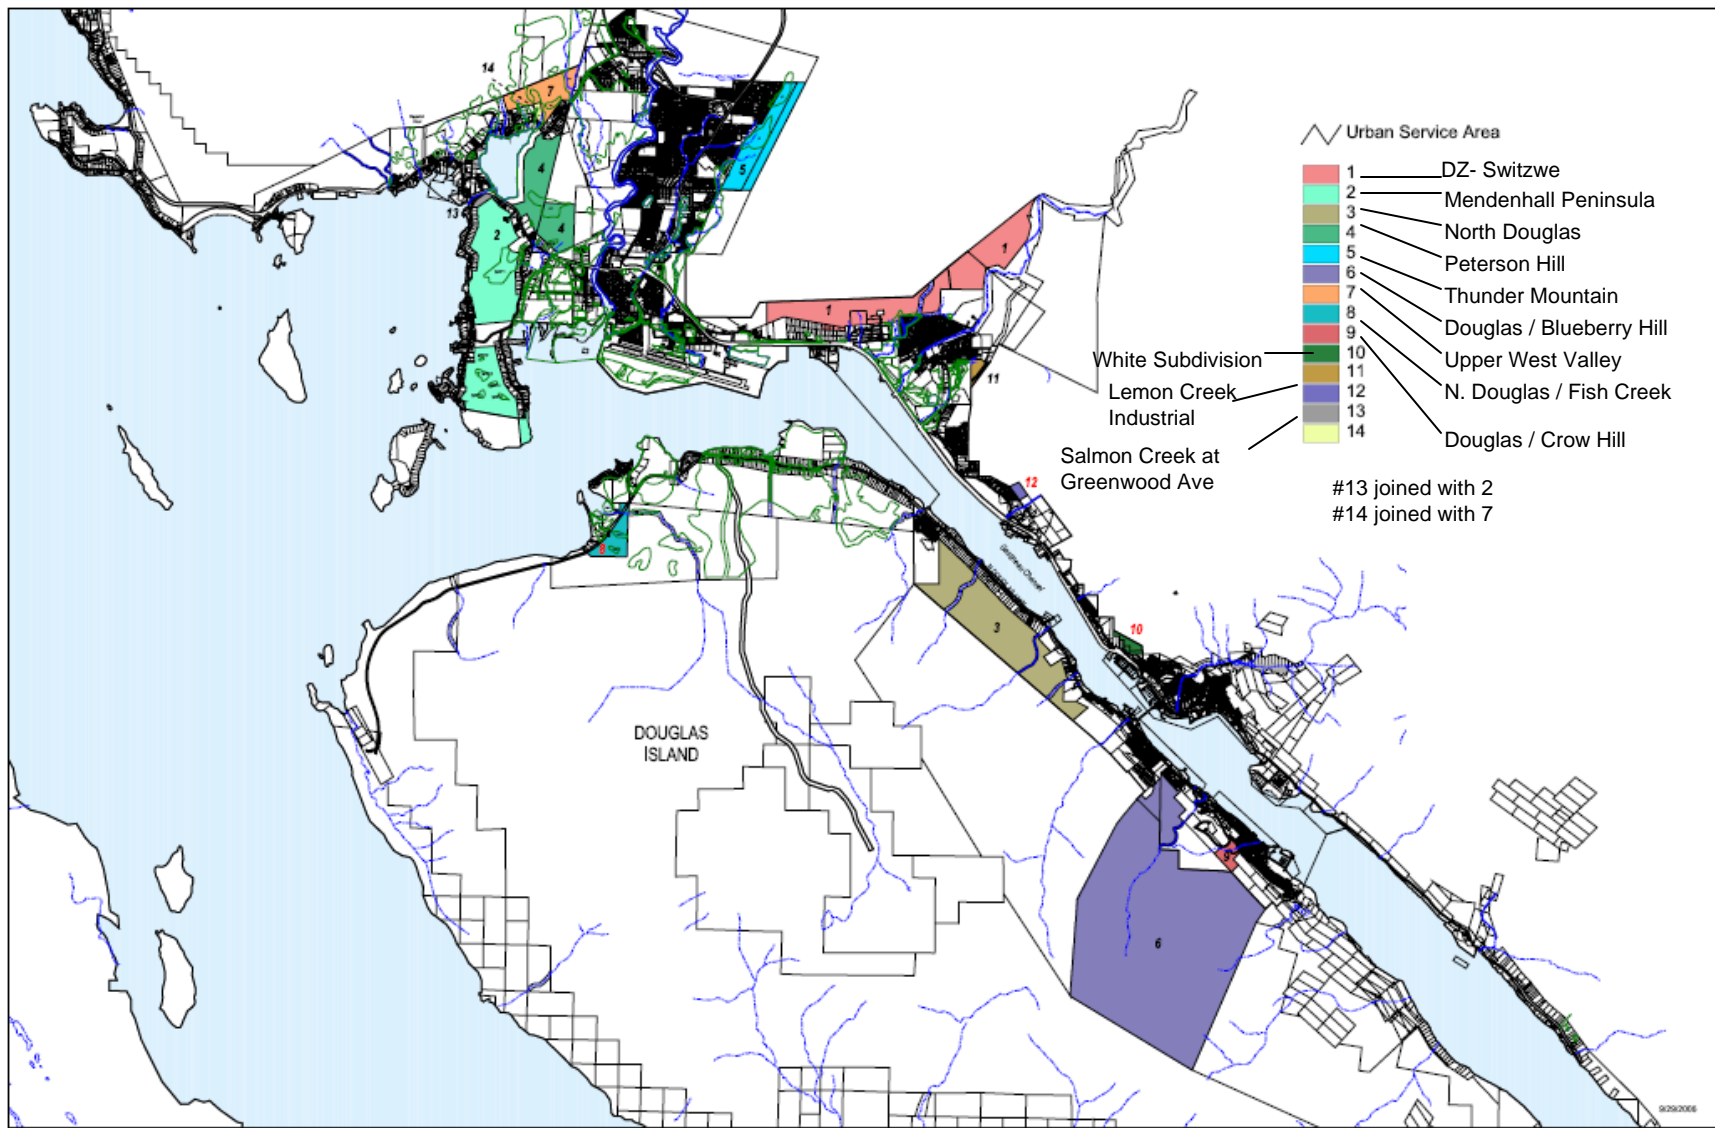 Urban Service Area
1 DZ- Switzwe
2 Mendenhall Peninsula
3 North Douglas
4 Peterson Hill
5 Thunder Mountain
6 Douglas / Blueberry Hill
7 Upper West Valley
8 N. Douglas / Fish Creek
9 Douglas / Crow Hill
10 White Subdivision
11 Lemon Creek
Industrial
12 Salmon Creek at
Greenwood Ave
13
14
#13 joined with 2
#14 joined with 7
14
7
4
5
13
2
4
1
1
11
12
8
3
10
DOUGLAS
ISLAND
9
6
9/29/2006